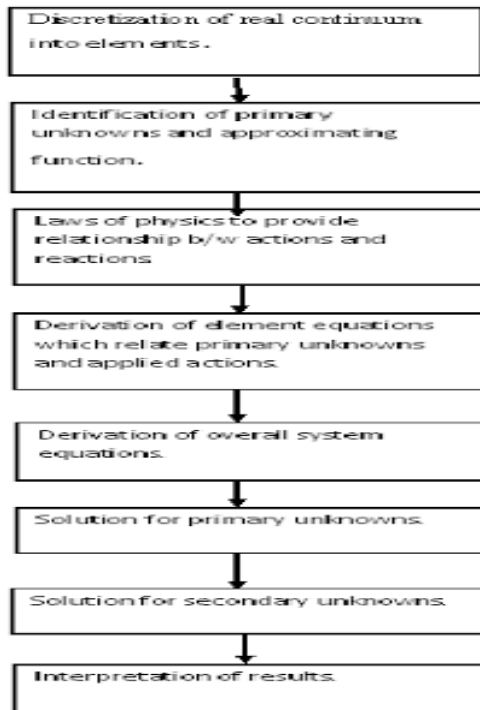 Discretization of real continuum
into elements.
Identification of primary
unknowns and approximating
function.
Laws of physics to provide
relationship b/w actions and
reactions
Derivation of element equations
which relate primary unknowns
and applied actions.
Derivation of overall system
equations.
Solution for primary unknowns.
Solution for secondary unknowns.
Interpretation of results.